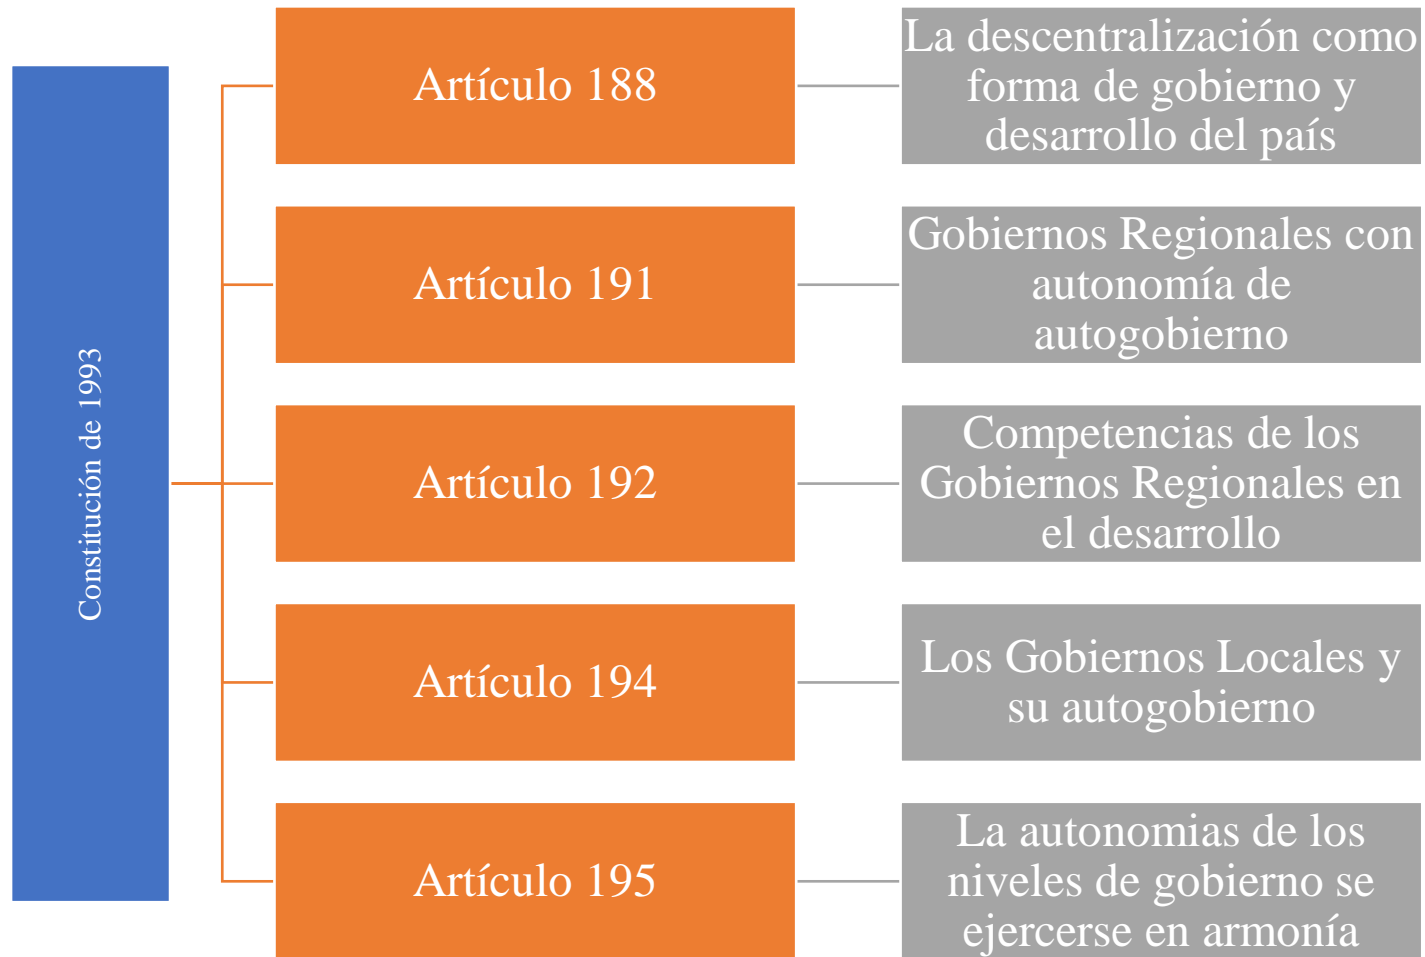 Constitución de 1993
Artículo 188
La descentralización como
forma de gobierno y
desarrollo del país
Artículo 191
Gobiernos Regionales con
autonomía de
autogobierno
Artículo 192
Competencias de los
Gobiernos Regionales en
el desarrollo
Artículo 194
Los Gobiernos Locales y
su autogobierno
Artículo 195
La autonomias de los
niveles de gobierno se
ejercerse en armonía